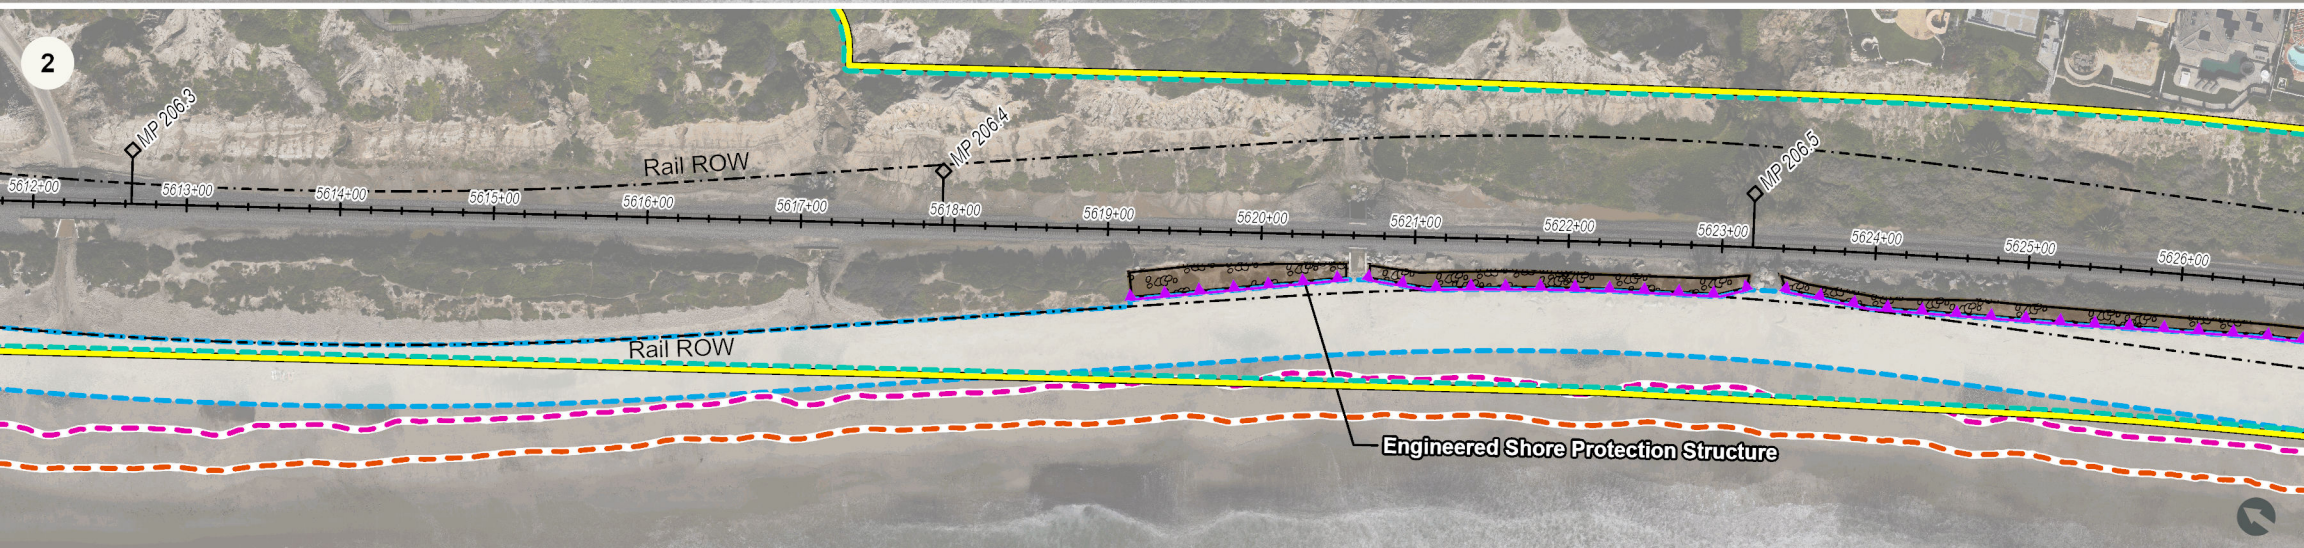 2
MP 206.3
MP 206.4
MP 206.5
Rail ROW
5612+00
5613+00
5614+00
5615+00
5616+00
5617+00
5618+00
5619+00
5620+00
5621+00
5622+00
5623+00
5624+00
5625+00
5626+00
Rail ROW
Engineered Shore Protection Structure